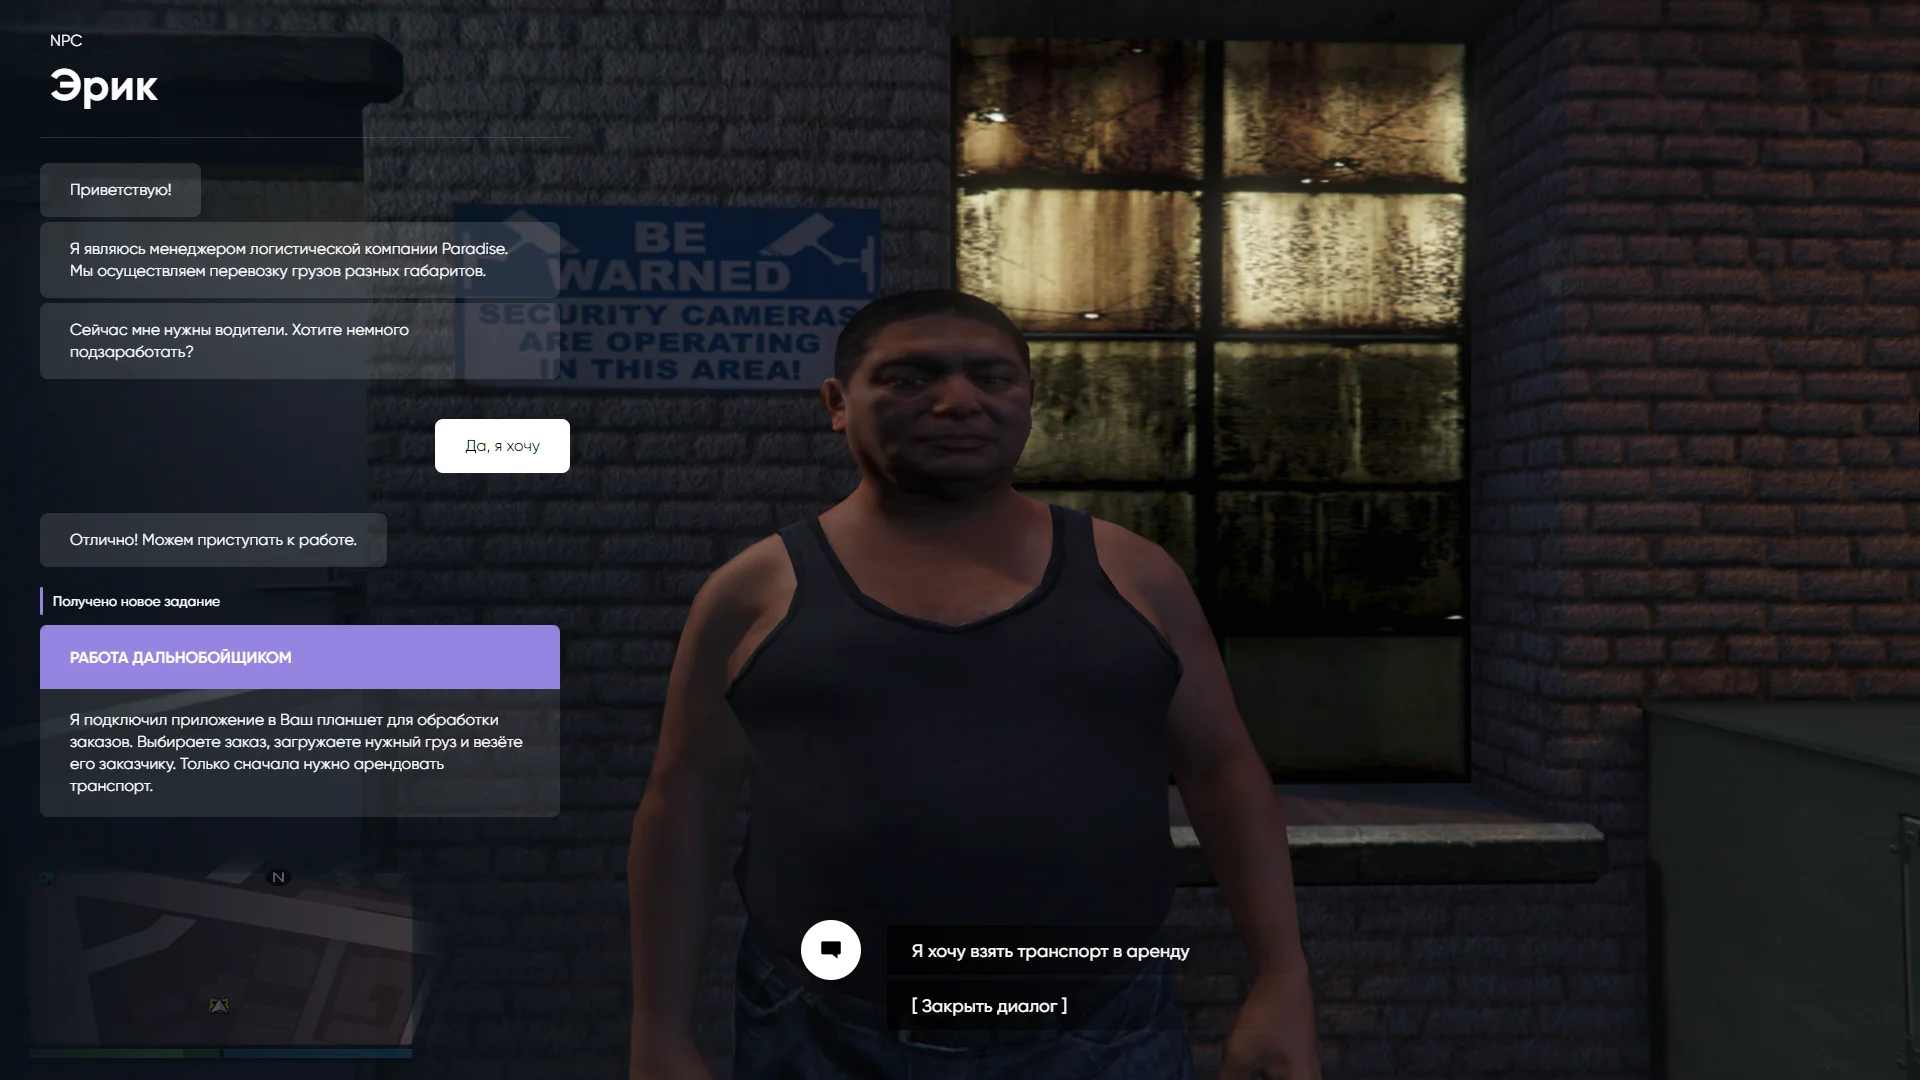 NPC
Эрик
Приветствую!
Я являюсь менеджером логистической компании Paradise.
Мы осуществляем перевозку грузов разных габаритов.
Сейчас мне нужны водители. Хотите немного
подзаработать?
BE
WARNED
SECURITY CAMERAS
ARE OPERATING
IN THIS AREA!
Да, я хочу
Отлично! Можем приступать к работе.
Получено новое задание
РАБОТА ДАЛЬНОБОЙЩИКОМ
Я подключил приложение в Ваш планшет для обработки
заказов. Выбираете заказ, загружаете нужный груз и везёте
его заказчику. Только сначала нужно арендовать
транспорт.
N
Я хочу взять транспорт в аренду
[ Закрыть диалог ]